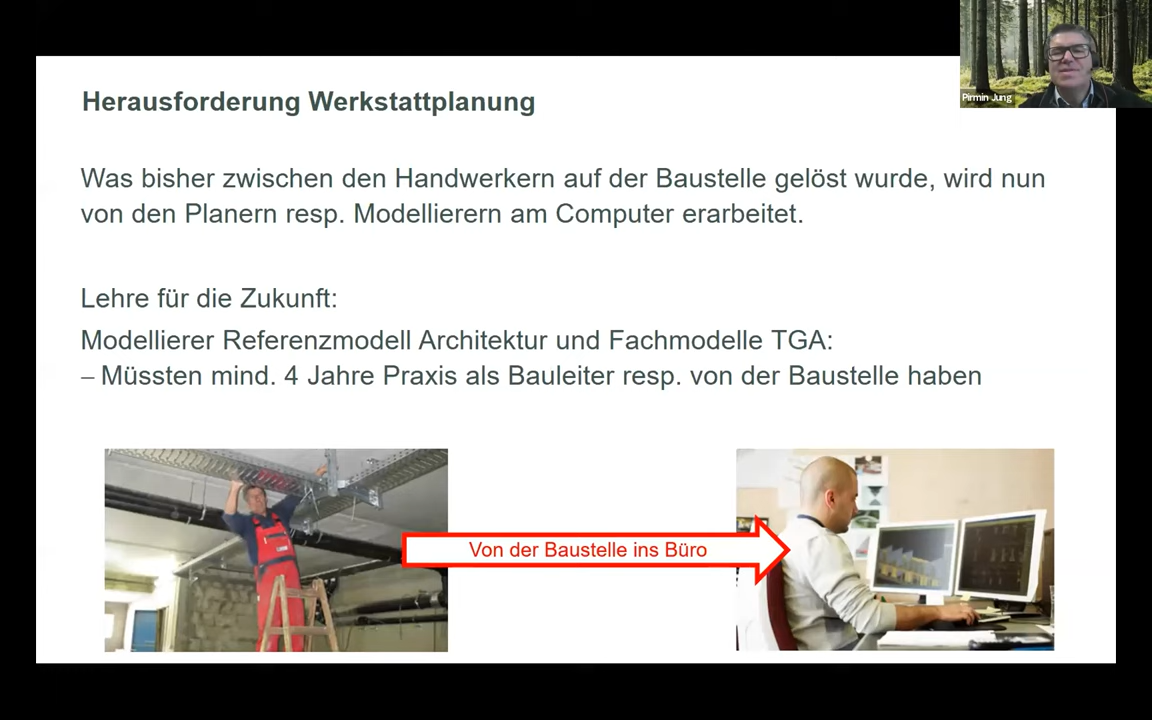 Pirmin Jung
Herausforderung Werkstattplanung
Was bisher zwischen den Handwerkern auf der Baustelle gelöst wurde, wird nun
von den Planern resp. Modellierern am Computer erarbeitet.
Lehre für die Zukunft:
Modellierer Referenzmodell Architektur und Fachmodelle TGA:
– Müssten mind. 4 Jahre Praxis als Bauleiter resp. von der Baustelle haben
Von der Baustelle ins Büro